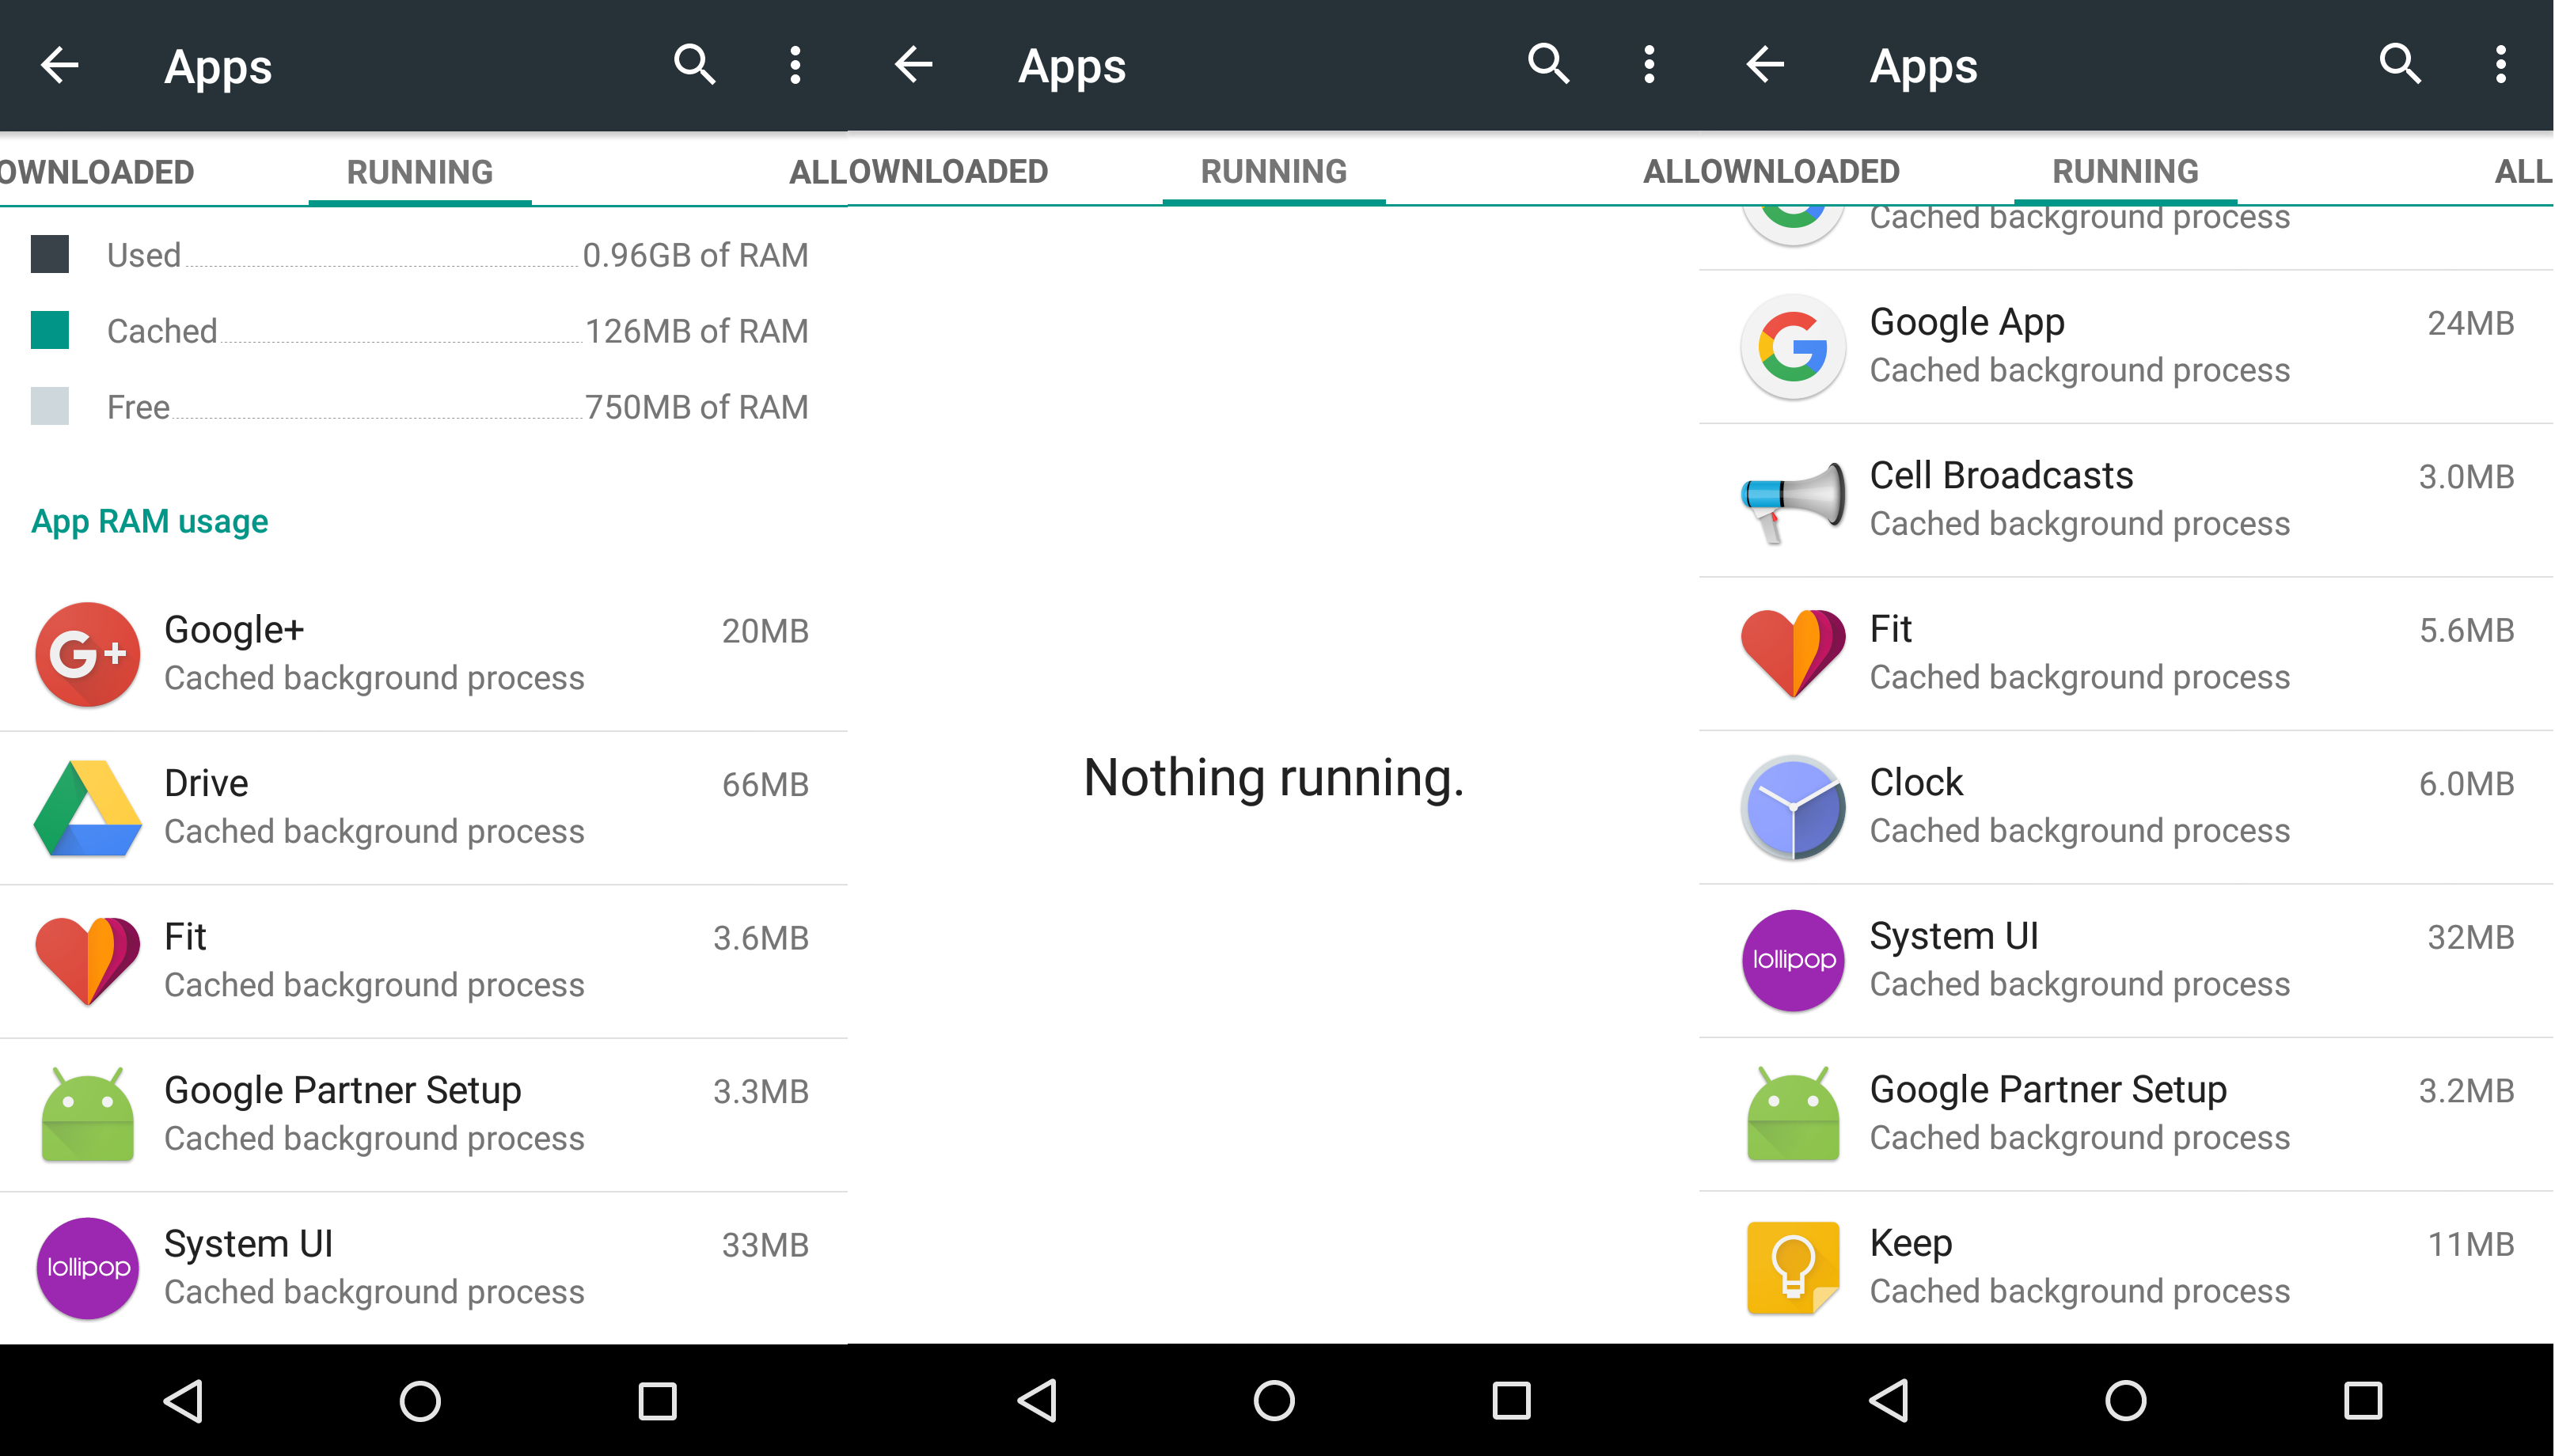 Apps
OWNLOADED RUNNING ALL
Used 0.96GB of RAM
Cached 126MB of RAM
Free 750MB of RAM
App RAM usage
G+
Google+ 20MB
Cached background process
Drive 66MB
Cached background process
Fit 3.6MB
Cached background process
Google Partner Setup 3.3MB
Cached background process
lollipop
System UI 33MB
Cached background process
Apps
OWNLOADED RUNNING ALL
Nothing running.
Apps
OWNLOADED RUNNING ALL
Cached background process
G
Google App 24MB
Cached background process
Cell Broadcasts 3.0MB
Cached background process
Fit 5.6MB
Cached background process
Clock 6.0MB
Cached background process
lollipop
System UI 32MB
Cached background process
Google Partner Setup 3.2MB
Cached background process
Keep 11MB
Cached background process